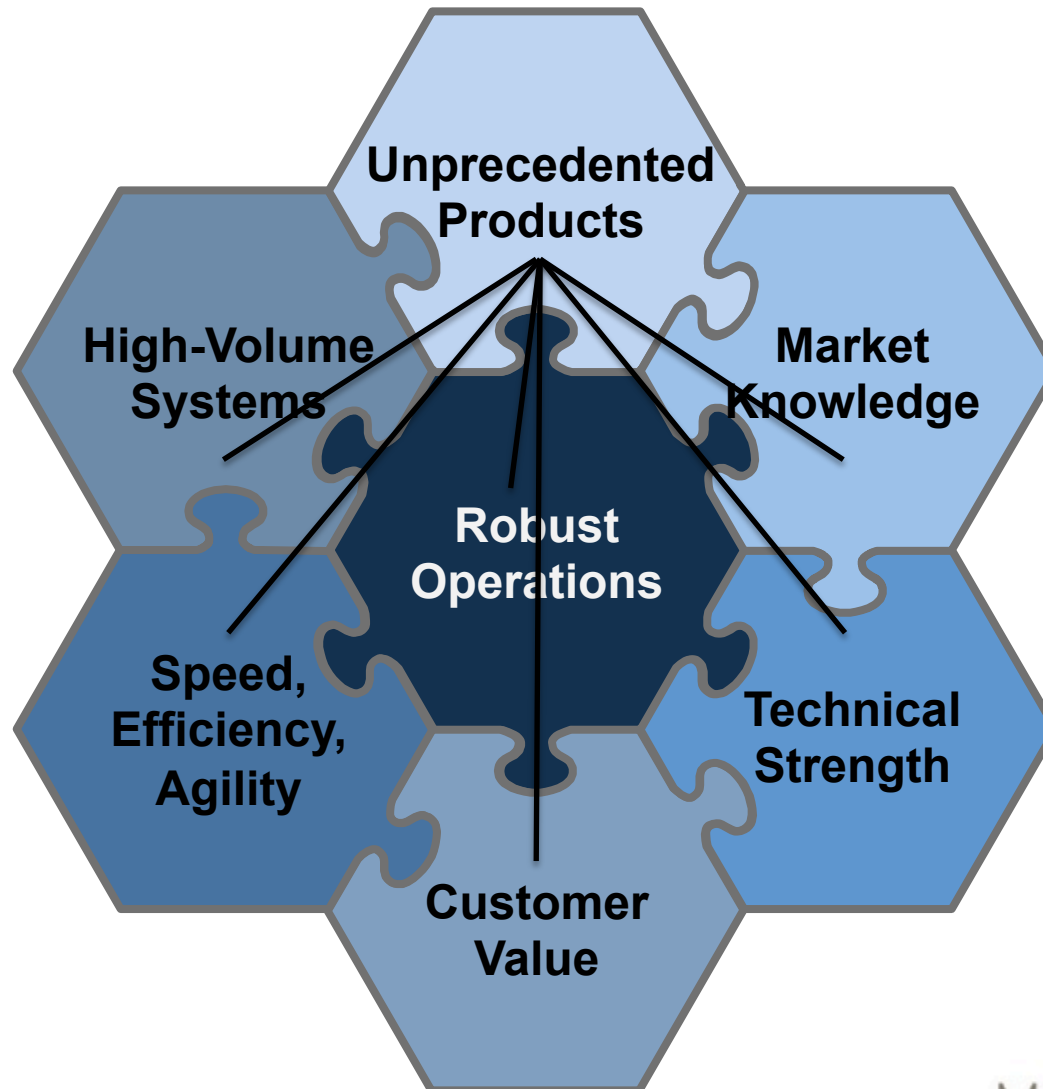 Unprecedented
Products
High-Volume
Systems
Market
Knowledge
Robust
Operations
Speed,
Efficiency,
Agility
Technical
Strength
Customer
Value